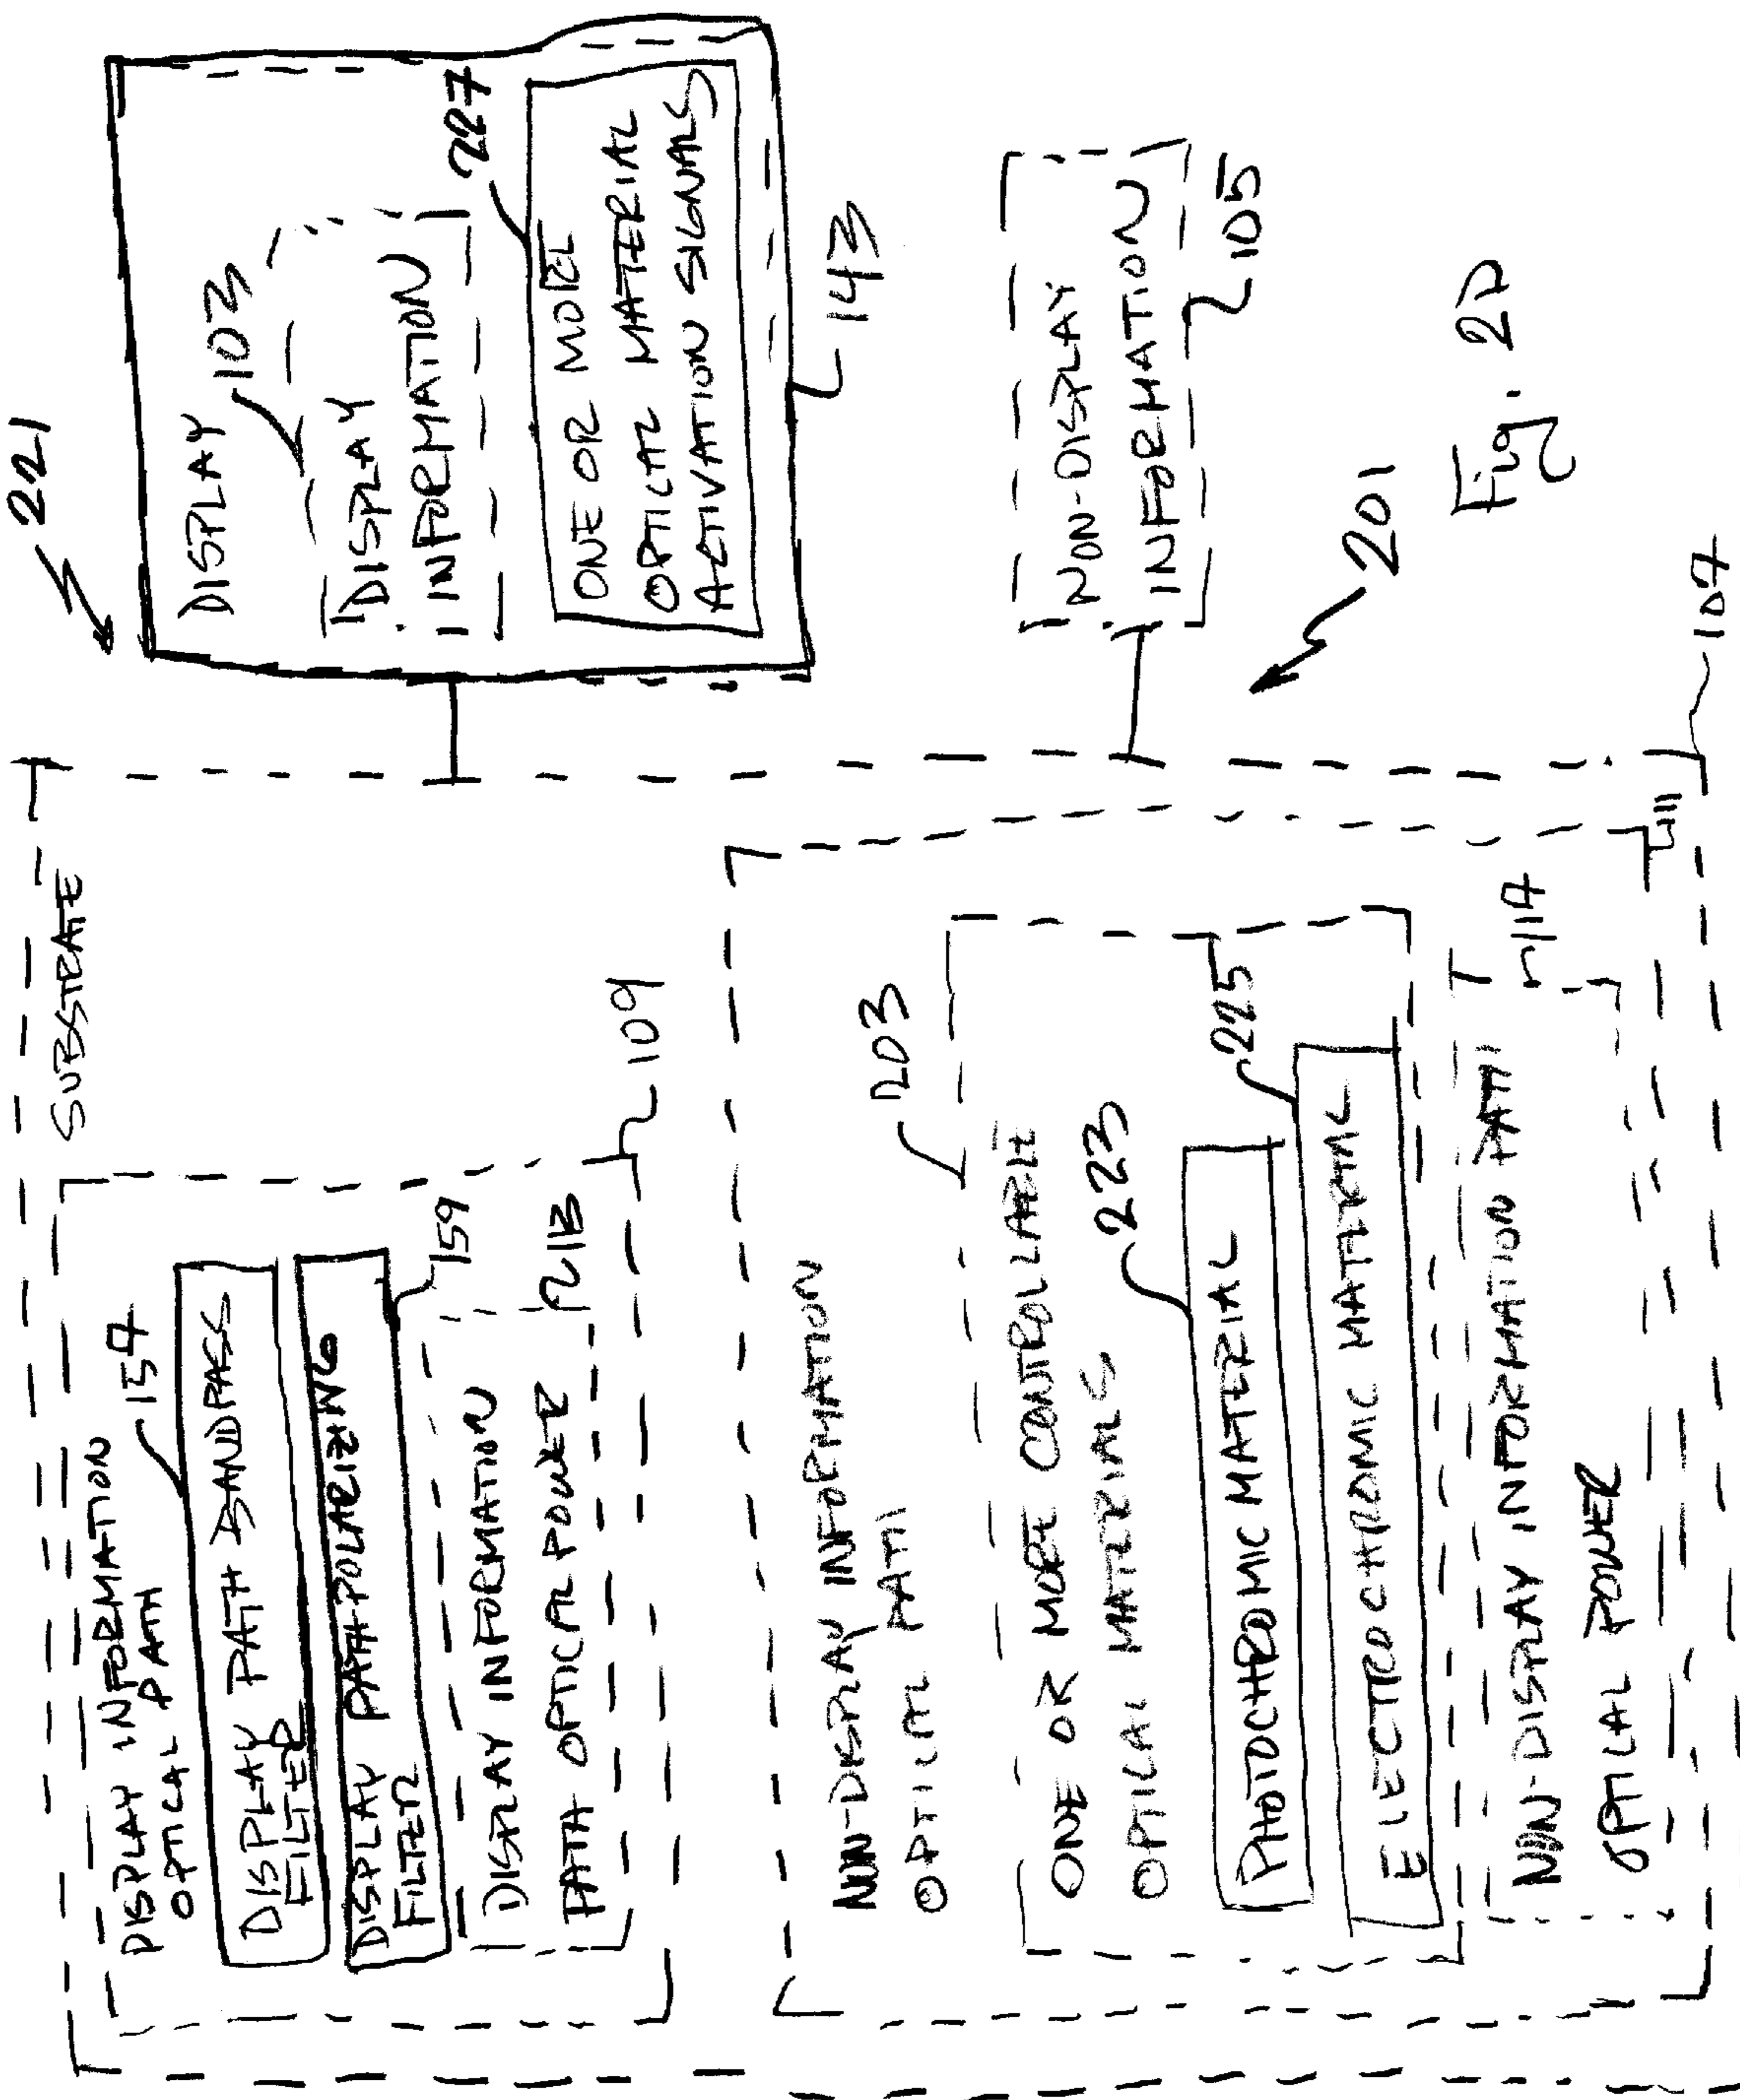 SUBSTRATE
DISPLAY INFORMATION
OPTICAL PATH
157
DISPLAY PATH BANDPASS
FILTER
DISPLAY PATH POLARIZING
FILTER
159
DISPLAY INFORMATION
PATH OPTICAL POWER
113
109
NON-DISPLAY INFORMATION
OPTICAL PATH
203
ONE OR MORE CONTROLLABLE
OPTICAL MATERIALS
223
PHOTOCHROMIC MATERIAL
225
ELECTROCHROMIC MATERIAL
NON-DISPLAY INFORMATION PATH
OPTICAL POWER
117
111
107
221
DISPLAY
103
DISPLAY
INFORMATION
227
ONE OR MORE
OPTICAL MATERIAL
ACTIVATION SIGNALS
143
NON-DISPLAY
INFORMATION
105
201
Fig. 2D